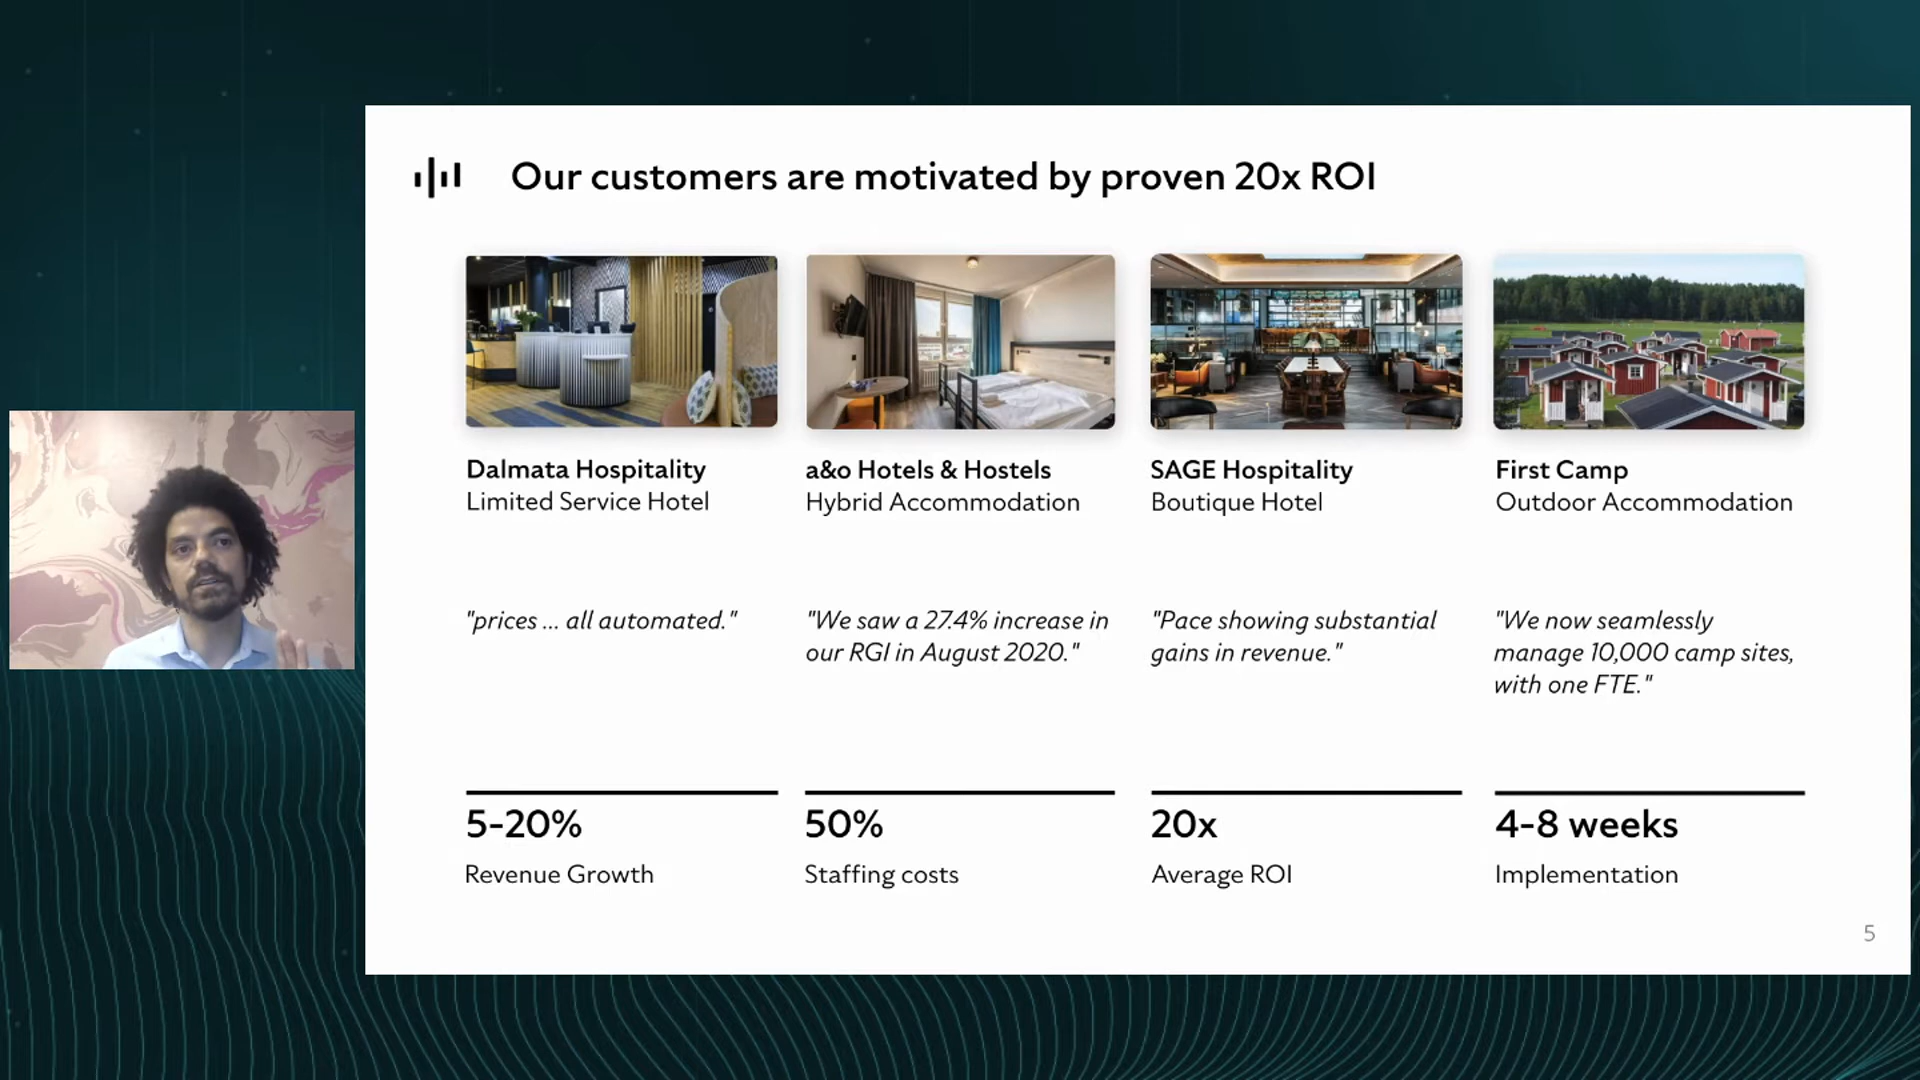 Our customers are motivated by proven 20x ROI
Dalmata Hospitality
Limited Service Hotel
"prices ... all automated."
5-20%
Revenue Growth
a&o Hotels & Hostels
Hybrid Accommodation
"We saw a 27.4% increase in
our RGI in August 2020."
50%
Staffing costs
SAGE Hospitality
Boutique Hotel
"Pace showing substantial
gains in revenue."
20x
Average ROI
First Camp
Outdoor Accommodation
"We now seamlessly
manage 10,000 camp sites,
with one FTE."
4-8 weeks
Implementation
5